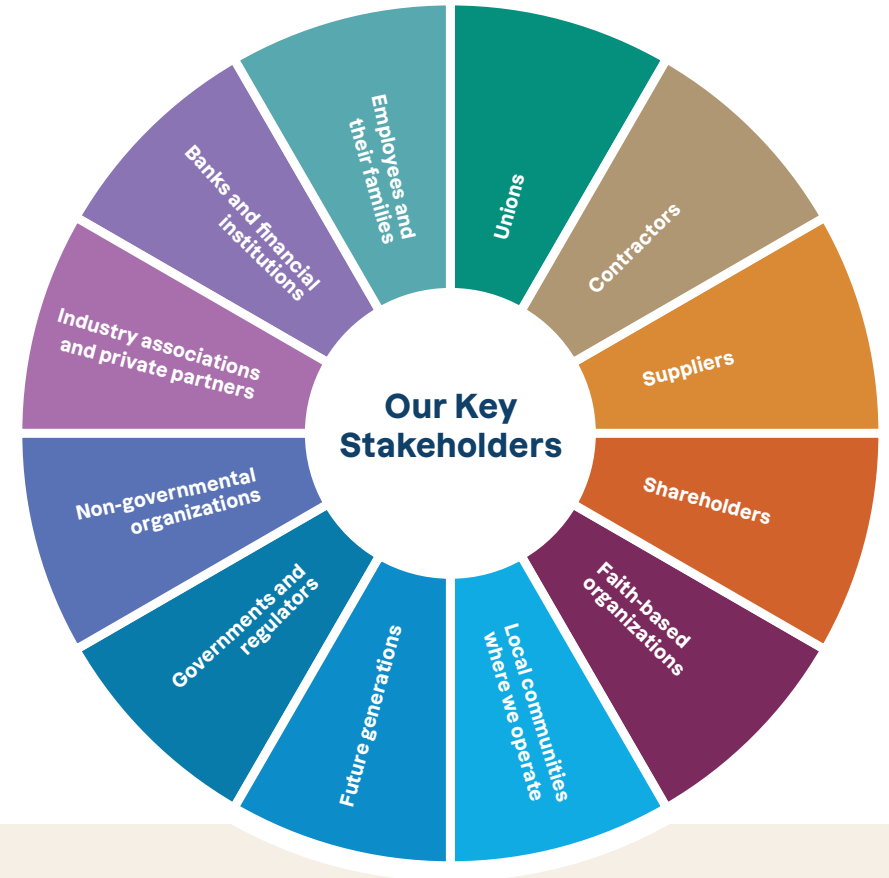 Our Key
Stakeholders
Unions
Contractors
Suppliers
Shareholders
Faith-based
organizations
Local communities
where we operate
Future generations
Governments and
regulators
Non-governmental
organizations
Industry associations
and private partners
Banks and financial
institutions
Employees and
their families